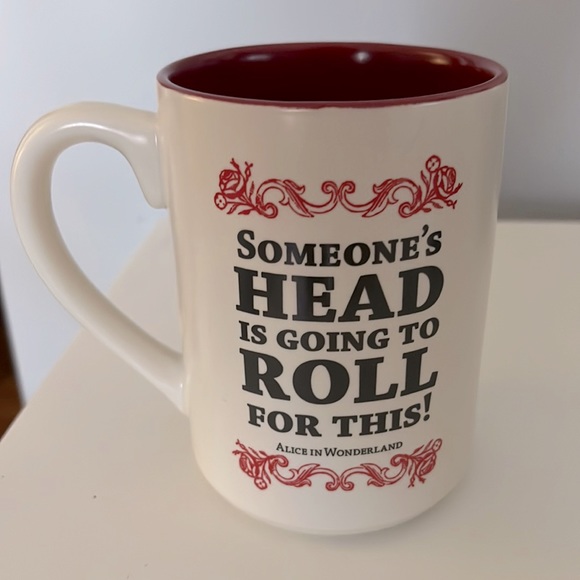 Someone's
HEAD
is going to
ROLL
for this!
Alice in Wonderland